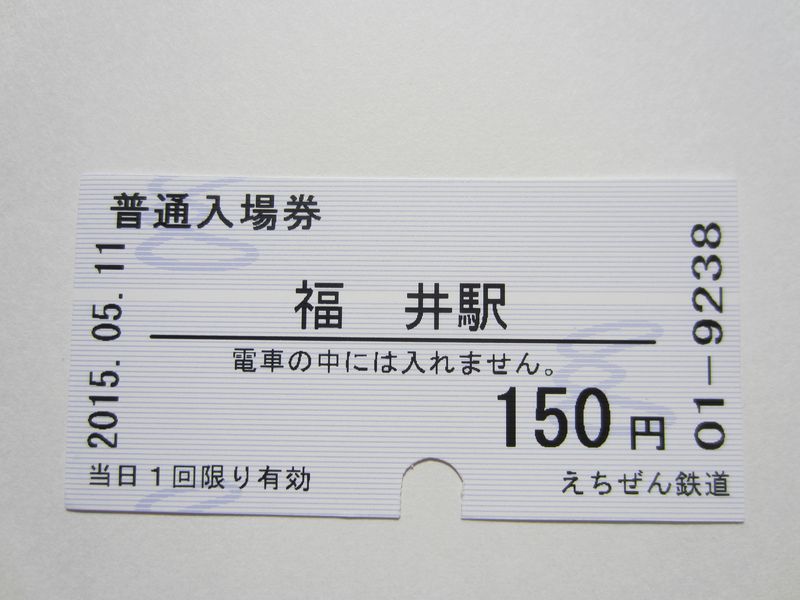 普通入場券
2015.05.11
福 井駅
電車の中には入れません。
150円
当日1回限り有効
えちぜん鉄道
01-9238